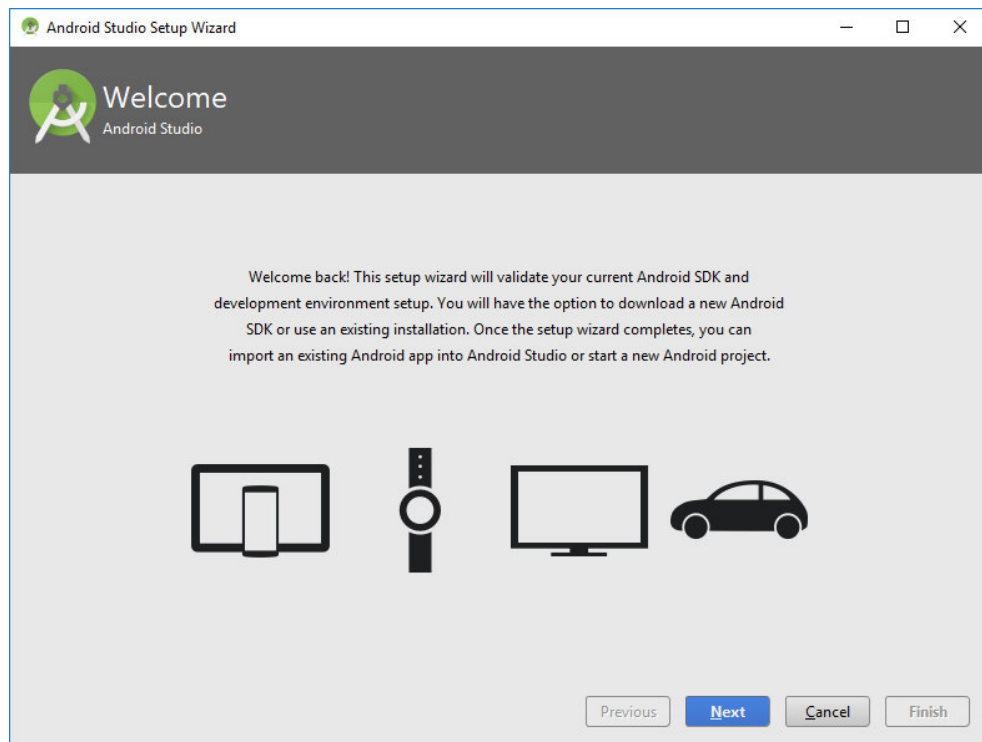 Android Studio Setup Wizard
Welcome
Android Studio
Welcome back! This setup wizard will validate your current Android SDK and
development environment setup. You will have the option to download a new Android
SDK or use an existing installation. Once the setup wizard completes, you can
import an existing Android app into Android Studio or start a new Android project.
Previous Next Cancel Finish